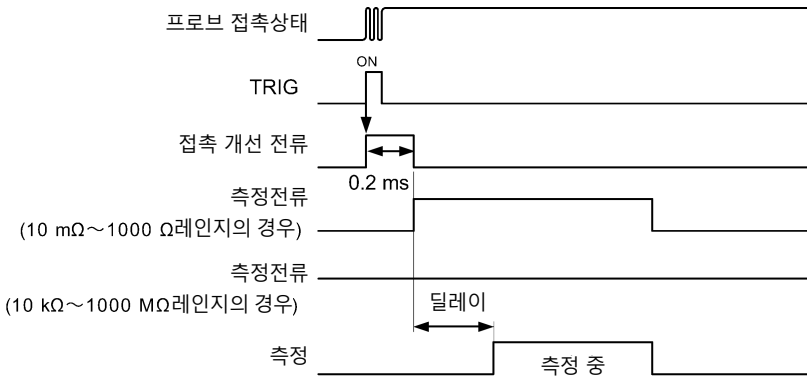 프로브 접촉상태
ON
TRIG
접촉 개선 전류
0.2 ms
측정전류
(10 mΩ～1000 Ω레인지의 경우)
측정전류
(10 kΩ～1000 MΩ레인지의 경우)
딜레이
측정
측정 중